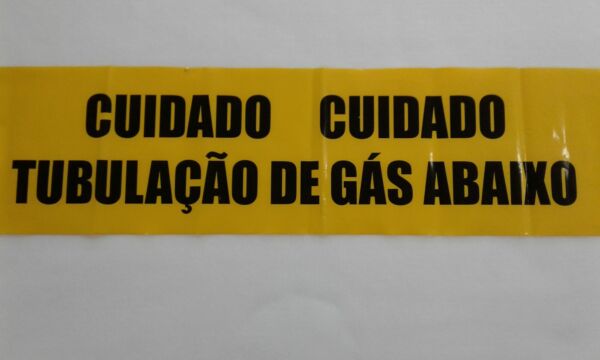 CUIDADO CUIDADO
TUBULAÇÃO DE GÁS ABAIXO